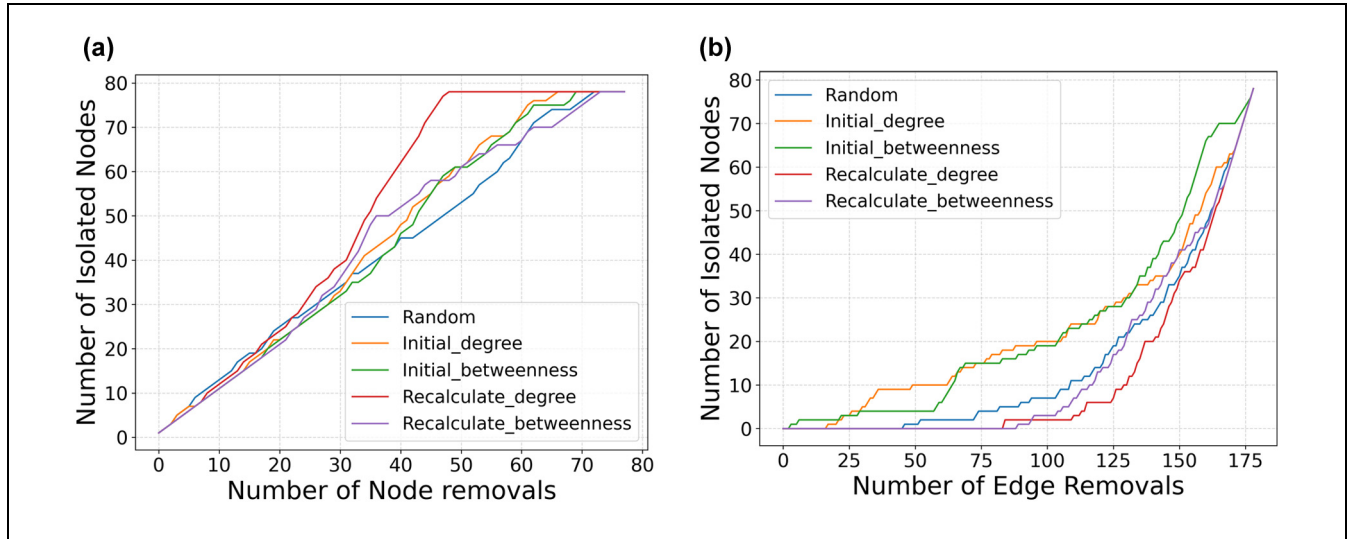 (a)
Number of Isolated Nodes
80
70
60
50
40
30
20
10
0
Random
Initial_degree
Initial_betweenness
Recalculate_degree
Recalculate_betweenness
0 10 20 30 40 50 60 70 80
Number of Node removals
(b)
Number of Isolated Nodes
80
70
60
50
40
30
20
10
0
Random
Initial_degree
Initial_betweenness
Recalculate_degree
Recalculate_betweenness
0 25 50 75 100 125 150 175
Number of Edge Removals